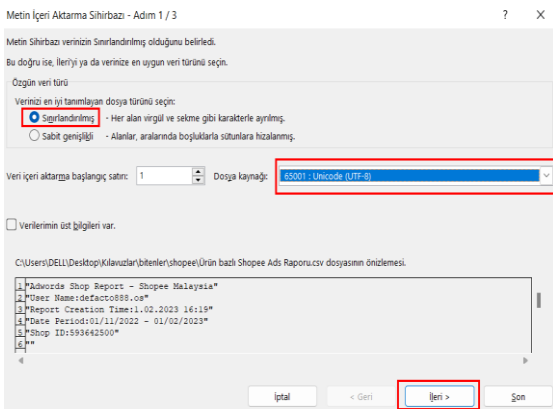 Metin İçeri Aktarma Sihirbazı - Adım 1 / 3
Metin Sihirbazı verinizin Sınırlandırılmış olduğunu belirledi.
Bu doğru ise, İleri'yi ya da verinize en uygun veri türünü seçin.
Özgün veri türü
Verinizi en iyi tanımlayan dosya türünü seçin:
Sınırlandırılmış - Her alan virgül ve sekme gibi karakterle ayrılmış.
Sabit genişlikli - Alanlar, aralarında boşluklarla sütunlara hizalanmış.
Veri içeri aktarma başlangıç satırı: 1 Dosya kaynağı: 65001 : Unicode (UTF-8)
Verilerimin üst bilgileri var.
C:\Users\DELL\Desktop\Kılavuzlar\bitenler\shopee\Ürün bazlı Shopee Ads Raporu.csv dosyasının önizlemesi.
1 "Adwords Shop Report - Shopee Malaysia"
2 "User Name:defacto888.os"
3 "Report Creation Time:1.02.2023 16:19"
4 "Date Period:01/11/2022 - 01/02/2023"
5 "Shop ID:593642500"
6 ""
İptal < Geri İleri > Son